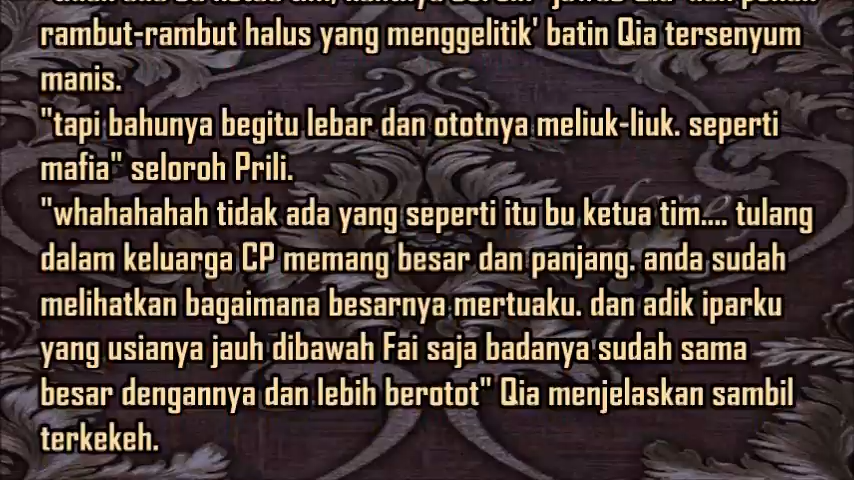 rambut-rambut halus yang menggelitik' batin Qia tersenyum
manis.
"tapi bahunya begitu lebar dan ototnya meliuk-liuk. seperti
mafia" seloroh Prili.
"whahahahah tidak ada yang seperti itu bu ketua tim.... tulang
dalam keluarga CP memang besar dan panjang. anda sudah
melihatkan bagaimana besarnya mertuaku. dan adik iparku
yang usianya jauh dibawah Fai saja badanya sudah sama
besar dengannya dan lebih berotot" Qia menjelaskan sambil
terkekeh.